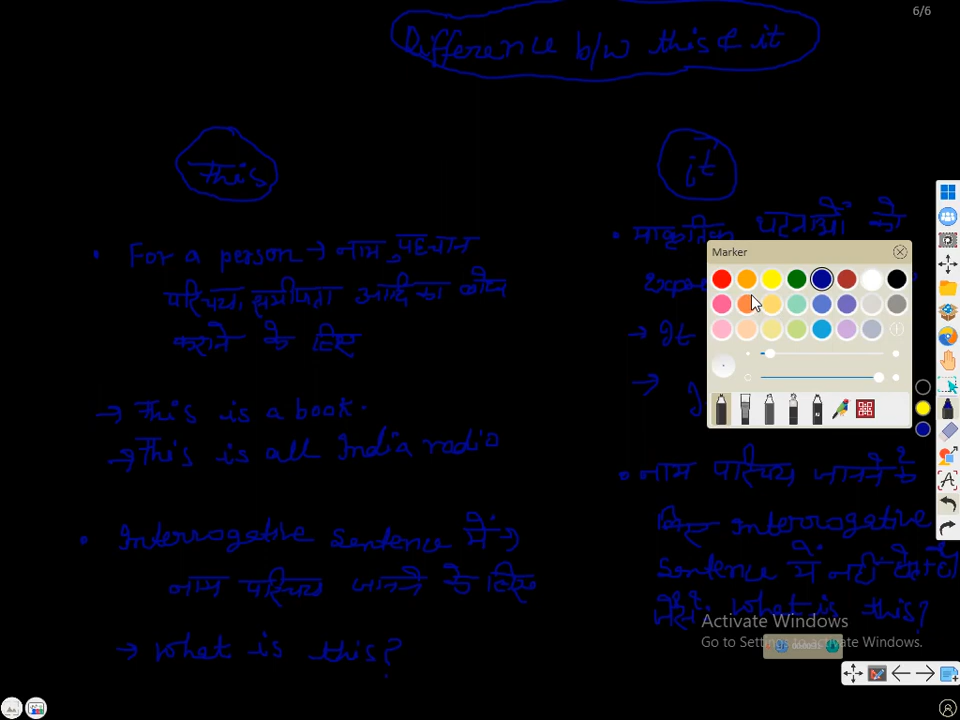 6/6
Difference b/w this & it
this
it
• For a person → नाम, पहचान
परिचय, समीपता आदि का बोध
कराने के लिए
→ This is a book.
→ This is all India radio
• Interrogative sentence में →
नाम परिचय जानने के लिए
→ What is this?
• प्राकृतिक घटनाओं को
→ It
→
• नाम परिचय जानने के
लिए interrogative
sentence में नहीं
जैसे:- What is this?
Marker
Activate Windows
Go to Settings to activate Windows.